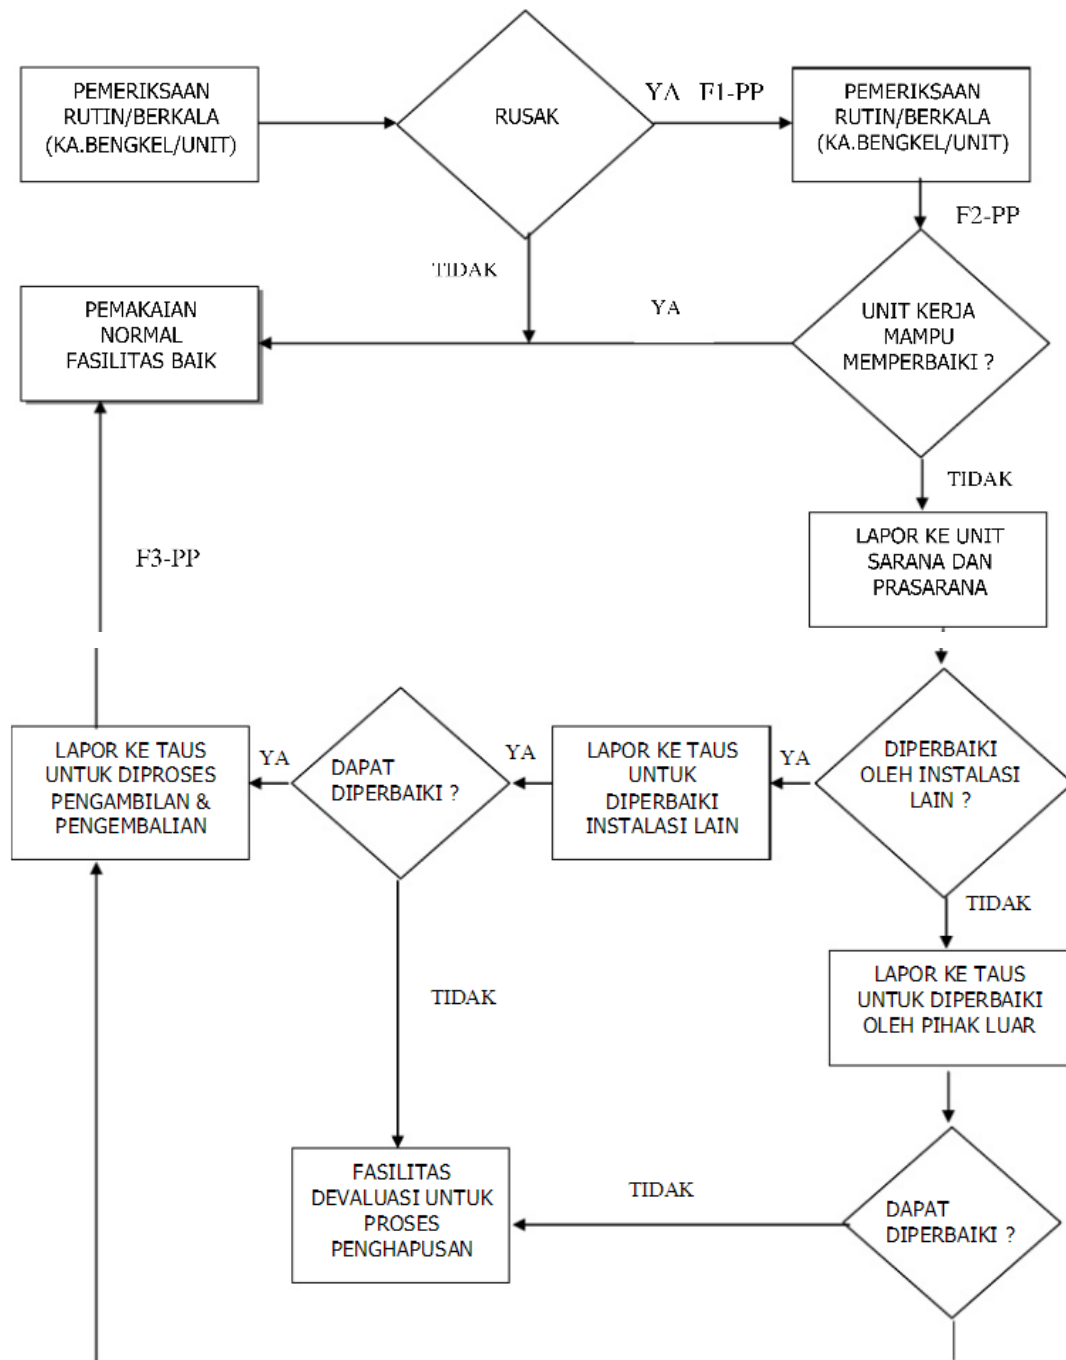 PEMERIKSAAN
RUTIN/BERKALA
(KA.BENGKEL/UNIT)
RUSAK
YA F1-PP
PEMERIKSAAN
RUTIN/BERKALA
(KA.BENGKEL/UNIT)
F2-PP
TIDAK
PEMAKAIAN
NORMAL
FASILITAS BAIK
YA
UNIT KERJA
MAMPU
MEMPERBAIKI ?
TIDAK
LAPOR KE UNIT
SARANA DAN
PRASARANA
F3-PP
LAPOR KE TAUS
UNTUK DIPROSES
PENGAMBILAN &
PENGEMBALIAN
YA
DAPAT
DIPERBAIKI ?
YA
LAPOR KE TAUS
UNTUK
DIPERBAIKI
INSTALASI LAIN
YA
DIPERBAIKI
OLEH INSTALASI
LAIN ?
TIDAK
LAPOR KE TAUS
UNTUK DIPERBAIKI
OLEH PIHAK LUAR
TIDAK
FASILITAS
DEVALUASI UNTUK
PROSES
PENGHAPUSAN
TIDAK
DAPAT
DIPERBAIKI ?